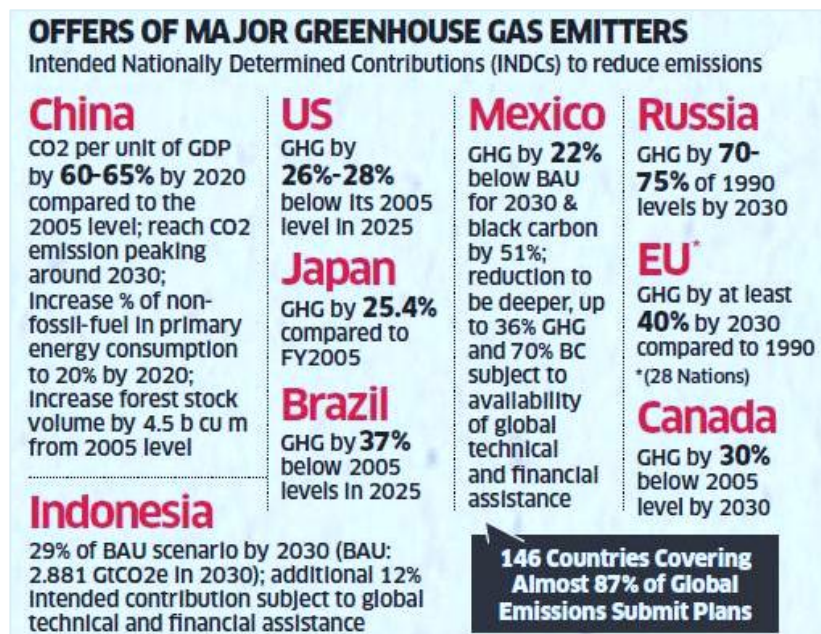 OFFERS OF MAJOR GREENHOUSE GAS EMITTERS
Intended Nationally Determined Contributions (INDCs) to reduce emissions
China
CO2 per unit of GDP
by 60-65% by 2020
compared to the
2005 level; reach CO2
emission peaking
around 2030;
Increase % of non-
fossil-fuel in primary
energy consumption
to 20% by 2020;
Increase forest stock
volume by 4.5 b cu m
from 2005 level
US
GHG by
26%-28%
below its 2005
level in 2025
Japan
GHG by 25.4%
compared to
FY2005
Brazil
GHG by 37%
below 2005
levels in 2025
Mexico
GHG by 22%
below BAU
for 2030 &
black carbon
by 51%;
reduction to
be deeper, up
to 36% GHG
and 70% BC
subject to
availability
of global
technical
and financial
assistance
Russia
GHG by 70-
75% of 1990
levels by 2030
EU*
GHG by at least
40% by 2030
compared to 1990
*(28 Nations)
Canada
GHG by 30%
below 2005
level by 2030
Indonesia
29% of BAU scenario by 2030 (BAU:
2.881 GtCO2e in 2030); additional 12%
intended contribution subject to global
technical and financial assistance
146 Countries Covering
Almost 87% of Global
Emissions Submit Plans